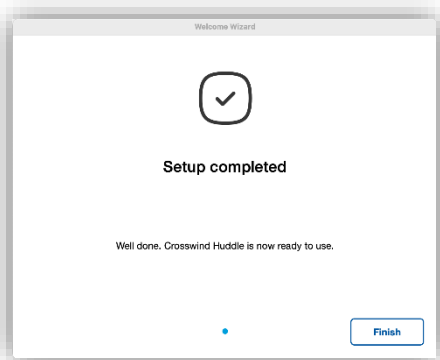 Welcome Wizard
Setup completed
Well done. Crosswind Huddle is now ready to use.
Finish